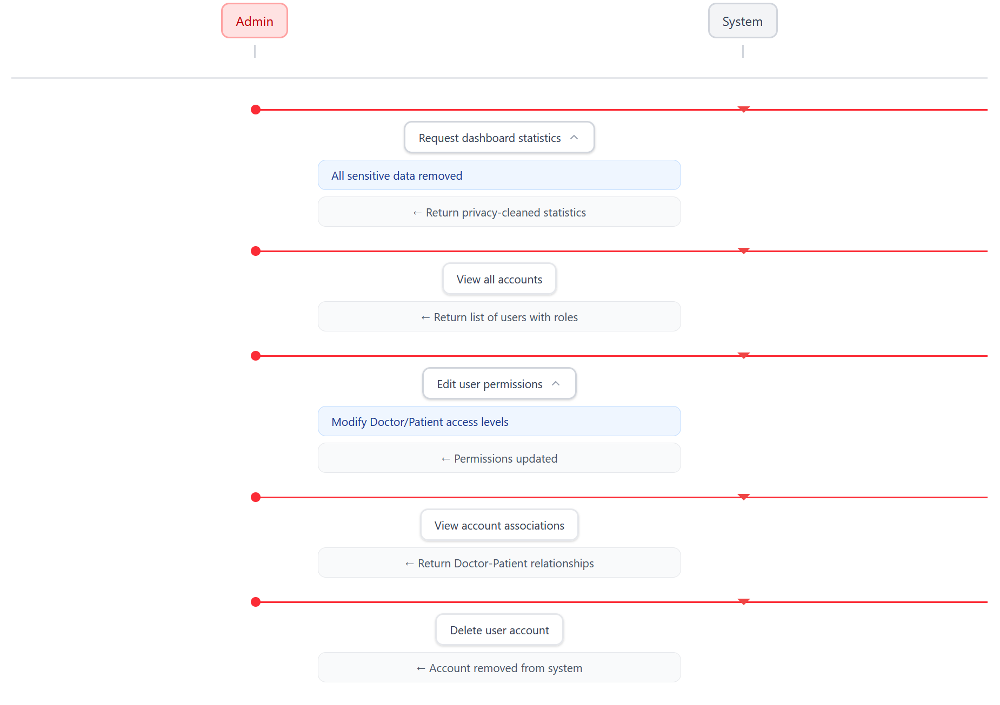 Admin
System
Request dashboard statistics
All sensitive data removed
← Return privacy-cleaned statistics
View all accounts
← Return list of users with roles
Edit user permissions
Modify Doctor/Patient access levels
← Permissions updated
View account associations
← Return Doctor-Patient relationships
Delete user account
← Account removed from system